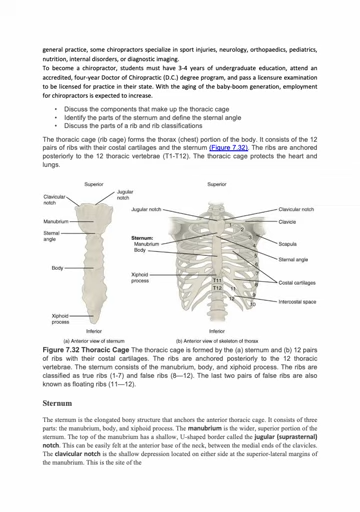 general practice, some chiropractors specialize in sport injuries, neurology, orthopaedics, pediatrics,
nutrition, internal disorders, or diagnostic imaging.
To become a chiropractor, students must have 3-4 years of undergraduate education, attend an
accredited, four-year Doctor of Chiropractic (D.C.) degree program, and pass a licensure examination
to be licensed for practice in their state. With the aging of the baby-boom generation, employment
for chiropractors is expected to increase.
• Discuss the components that make up the thoracic cage
• Identify the parts of the sternum and define the sternal angle
• Discuss the parts of a rib and rib classifications
The thoracic cage (rib cage) forms the thorax (chest) portion of the body. It consists of the 12
pairs of ribs with their costal cartilages and the sternum (Figure 7.32). The ribs are anchored
posteriorly to the 12 thoracic vertebrae (T1-T12). The thoracic cage protects the heart and
lungs.
Superior
Clavicular
notch
Jugular
notch
Manubrium
Sternal
angle
Body
Xiphoid
process
Inferior
(a) Anterior view of sternum
Superior
Jugular notch
Sternum:
Manubrium
Body
Xiphoid
process
Clavicular notch
Clavicle
Scapula
Sternal angle
Costal cartilages
Intercostal space
1
2
3
4
5
6
7
8
9
10
11
12
T11
T12
Inferior
(b) Anterior view of skeleton of thorax
Figure 7.32 Thoracic Cage The thoracic cage is formed by the (a) sternum and (b) 12 pairs
of ribs with their costal cartilages. The ribs are anchored posteriorly to the 12 thoracic
vertebrae. The sternum consists of the manubrium, body, and xiphoid process. The ribs are
classified as true ribs (1-7) and false ribs (8—12). The last two pairs of false ribs are also
known as floating ribs (11—12).
Sternum
The sternum is the elongated bony structure that anchors the anterior thoracic cage. It consists of three
parts: the manubrium, body, and xiphoid process. The manubrium is the wider, superior portion of the
sternum. The top of the manubrium has a shallow, U-shaped border called the jugular (suprasternal)
notch. This can be easily felt at the anterior base of the neck, between the medial ends of the clavicles.
The clavicular notch is the shallow depression located on either side at the superior-lateral margins of
the manubrium. This is the site of the